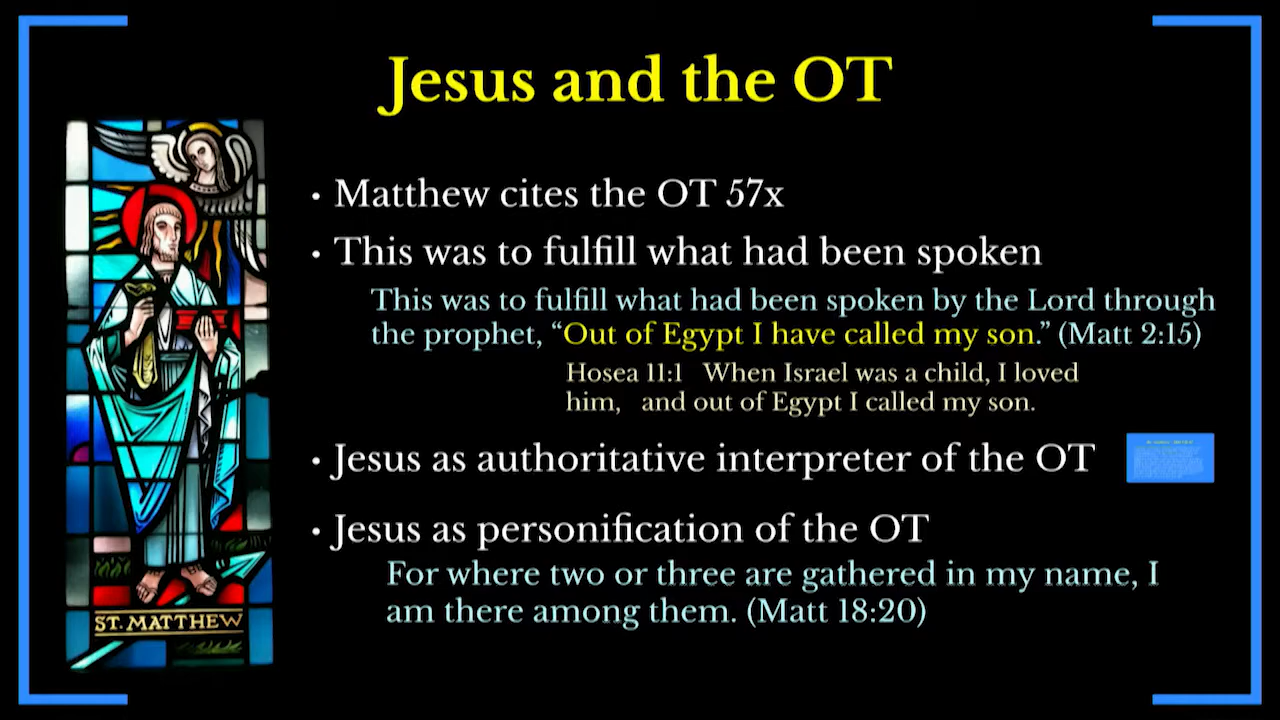 Jesus and the OT
• Matthew cites the OT 57x
• This was to fulfill what had been spoken
This was to fulfill what had been spoken by the Lord through
the prophet, “Out of Egypt I have called my son.” (Matt 2:15)
Hosea 11:1 When Israel was a child, I loved
him, and out of Egypt I called my son.
• Jesus as authoritative interpreter of the OT
• Jesus as personification of the OT
For where two or three are gathered in my name, I
am there among them. (Matt 18:20)
ST. MATTHEW